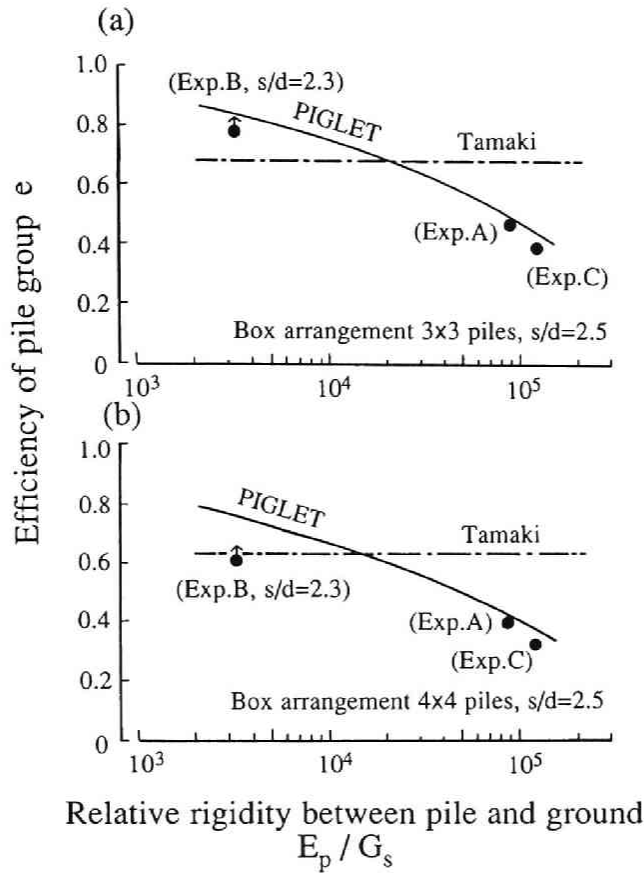 (a)
1.0
(Exp.B, s/d=2.3)
PIGLET
0.8
Tamaki
0.6
(Exp.A)
0.4
(Exp.C)
0.2
Box arrangement 3x3 piles, s/d=2.5
0
10³ 10⁴ 10⁵
(b)
1.0
PIGLET
0.8
Tamaki
0.6
(Exp.B, s/d=2.3)
0.4
(Exp.A)
(Exp.C)
0.2
Box arrangement 4x4 piles, s/d=2.5
0
10³ 10⁴ 10⁵
Efficiency of pile group e
Relative rigidity between pile and ground
Eₚ / Gₛ